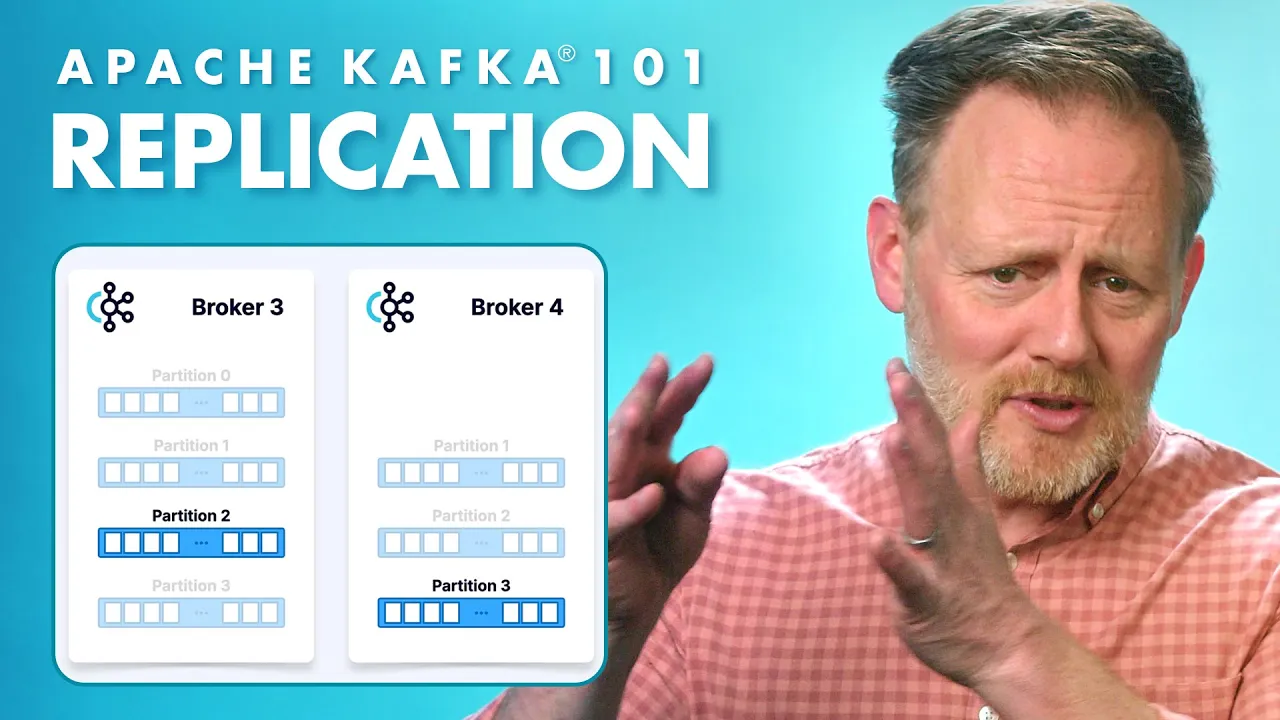 APACHE KAFKA® 101
REPLICATION
Broker 3
Partition 0
...
Partition 1
...
Partition 2
...
Partition 3
...
Broker 4
Partition 1
...
Partition 2
...
Partition 3
...